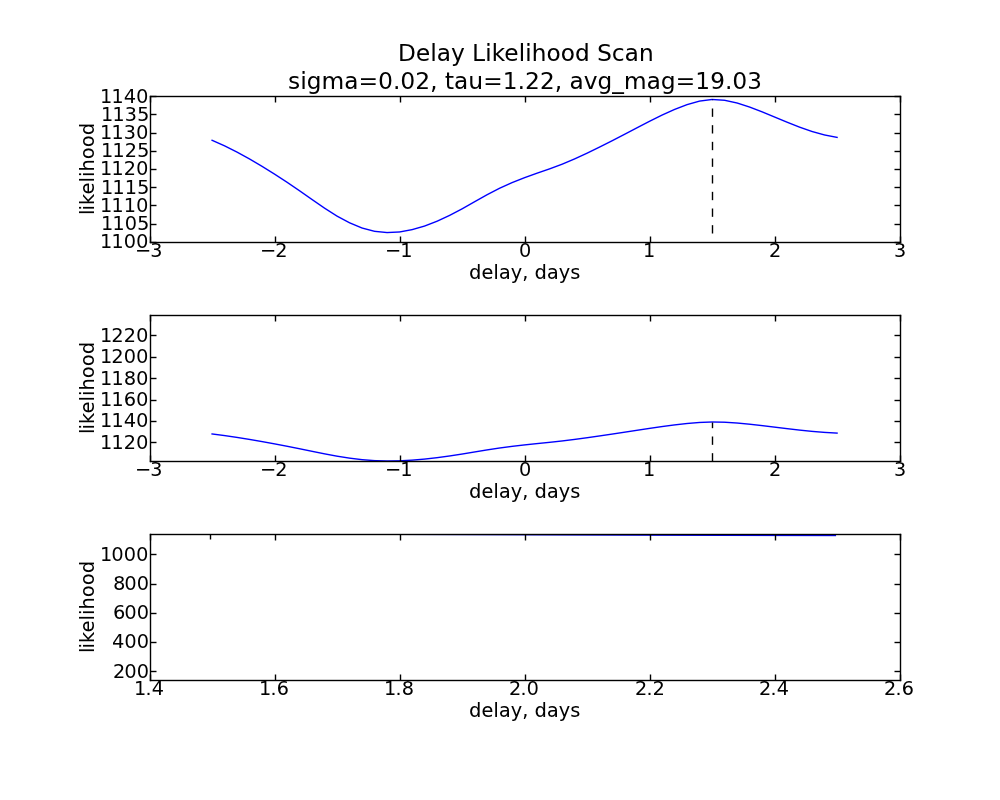 Delay Likelihood Scan
sigma=0.02, tau=1.22, avg_mag=19.03
likelihood
1140
1135
1130
1125
1120
1115
1110
1105
1100
−3 −2 −1 0 1 2 3
delay, days
likelihood
1220
1200
1180
1160
1140
1120
−3 −2 −1 0 1 2 3
delay, days
likelihood
1000
800
600
400
200
1.4 1.6 1.8 2.0 2.2 2.4 2.6
delay, days